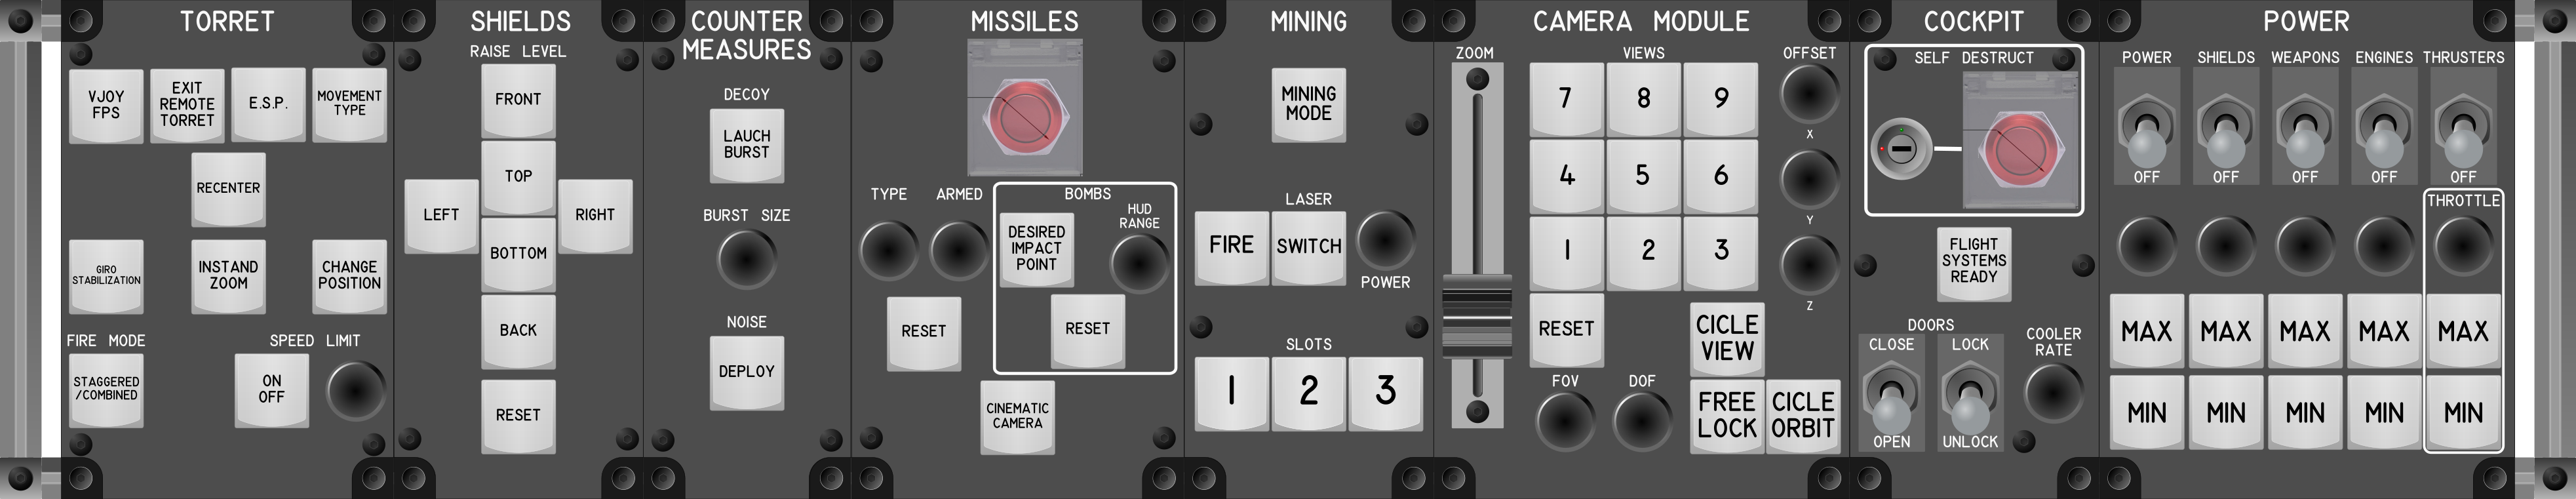 TORRET
VJOY
FPS
EXIT
REMOTE
TORRET
E.S.P.
MOVEMENT
TYPE
RECENTER
GIRO
STABILIZATION
INSTAND
ZOOM
CHANGE
POSITION
FIRE MODE
STAGGERED
/COMBINED
SPEED LIMIT
ON
OFF
SHIELDS
RAISE LEVEL
FRONT
TOP
LEFT
RIGHT
BOTTOM
BACK
RESET
COUNTER
MEASURES
DECOY
LAUCH
BURST
BURST SIZE
NOISE
DEPLOY
MISSILES
TYPE
ARMED
RESET
BOMBS
DESIRED
IMPACT
POINT
HUD
RANGE
RESET
CINEMATIC
CAMERA
MINING
MINING
MODE
LASER
FIRE
SWITCH
POWER
SLOTS
1
2
3
CAMERA MODULE
ZOOM
VIEWS
7
8
9
4
5
6
1
2
3
RESET
OFFSET
X
Y
Z
CICLE
VIEW
FOV
DOF
FREE
LOCK
CICLE
ORBIT
COCKPIT
SELF DESTRUCT
FLIGHT
SYSTEMS
READY
DOORS
CLOSE
OPEN
LOCK
UNLOCK
COOLER
RATE
POWER
POWER
SHIELDS
WEAPONS
ENGINES
THRUSTERS
OFF
OFF
OFF
OFF
OFF
THROTTLE
MAX
MAX
MAX
MAX
MAX
MIN
MIN
MIN
MIN
MIN